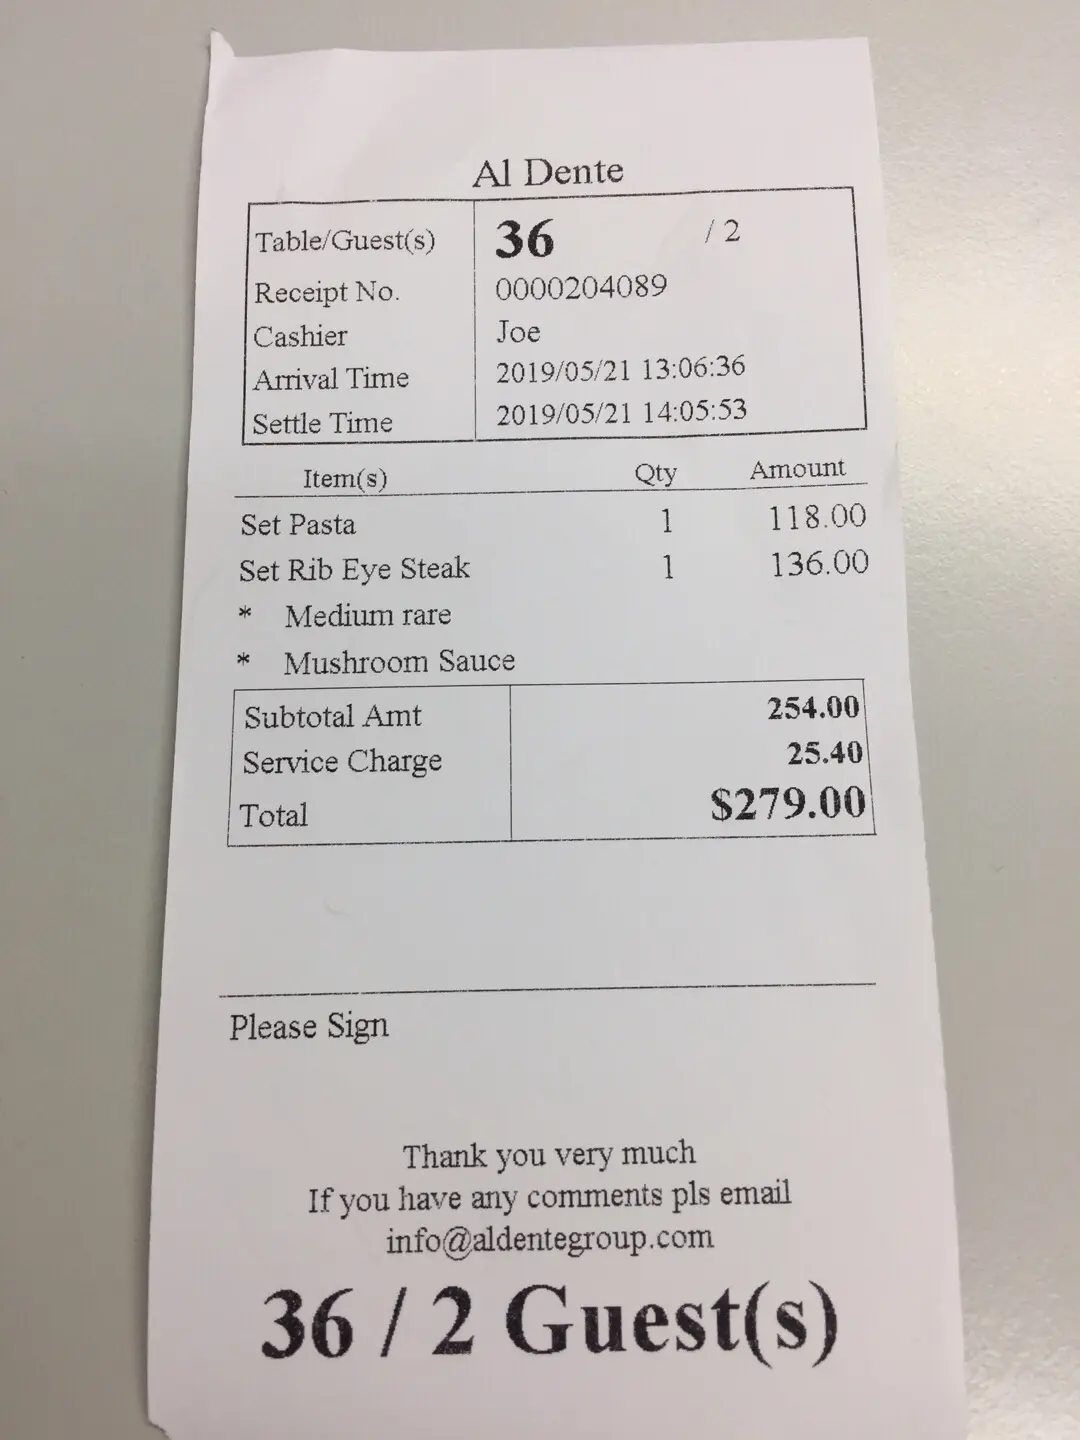 Al Dente
Table/Guest(s) 36 / 2
Receipt No. 0000204089
Cashier Joe
Arrival Time 2019/05/21 13:06:36
Settle Time 2019/05/21 14:05:53
Item(s) Qty Amount
Set Pasta 1 118.00
Set Rib Eye Steak 1 136.00
* Medium rare
* Mushroom Sauce
Subtotal Amt 254.00
Service Charge 25.40
Total $279.00
Please Sign
Thank you very much
If you have any comments pls email
info@aldentegroup.com
36 / 2 Guest(s)